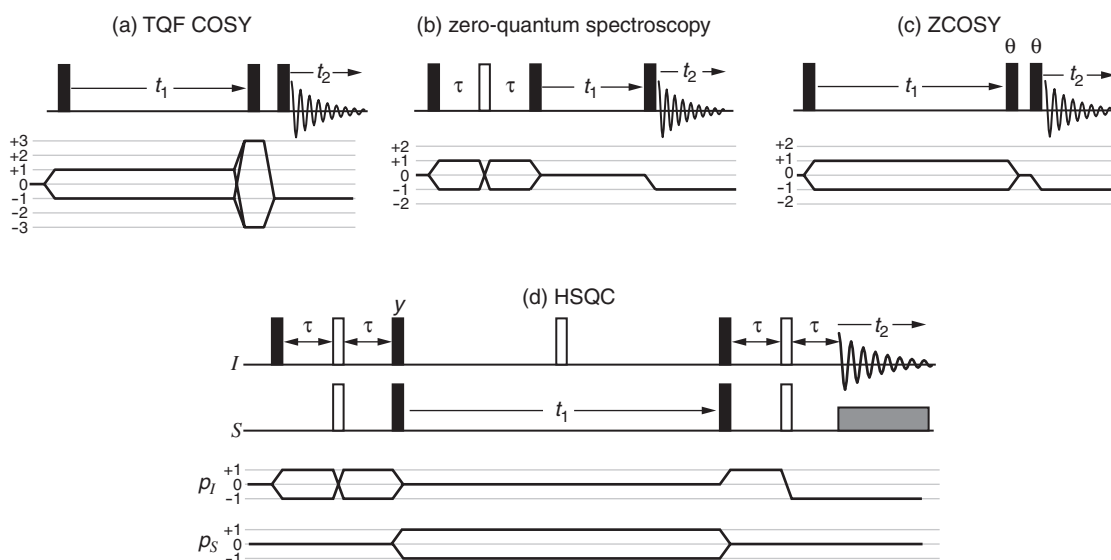 (a) TQF COSY
(b) zero-quantum spectroscopy
(c) ZCOSY
t1
t2
τ τ t1
t2
t1
θ θ
t2
+3
+2
+1
0
−1
−2
−3
+2
+1
0
−1
−2
+2
+1
0
−1
−2
(d) HSQC
y
τ τ τ τ t2
I
t1
S
pI
+1
0
−1
pS
+1
0
−1